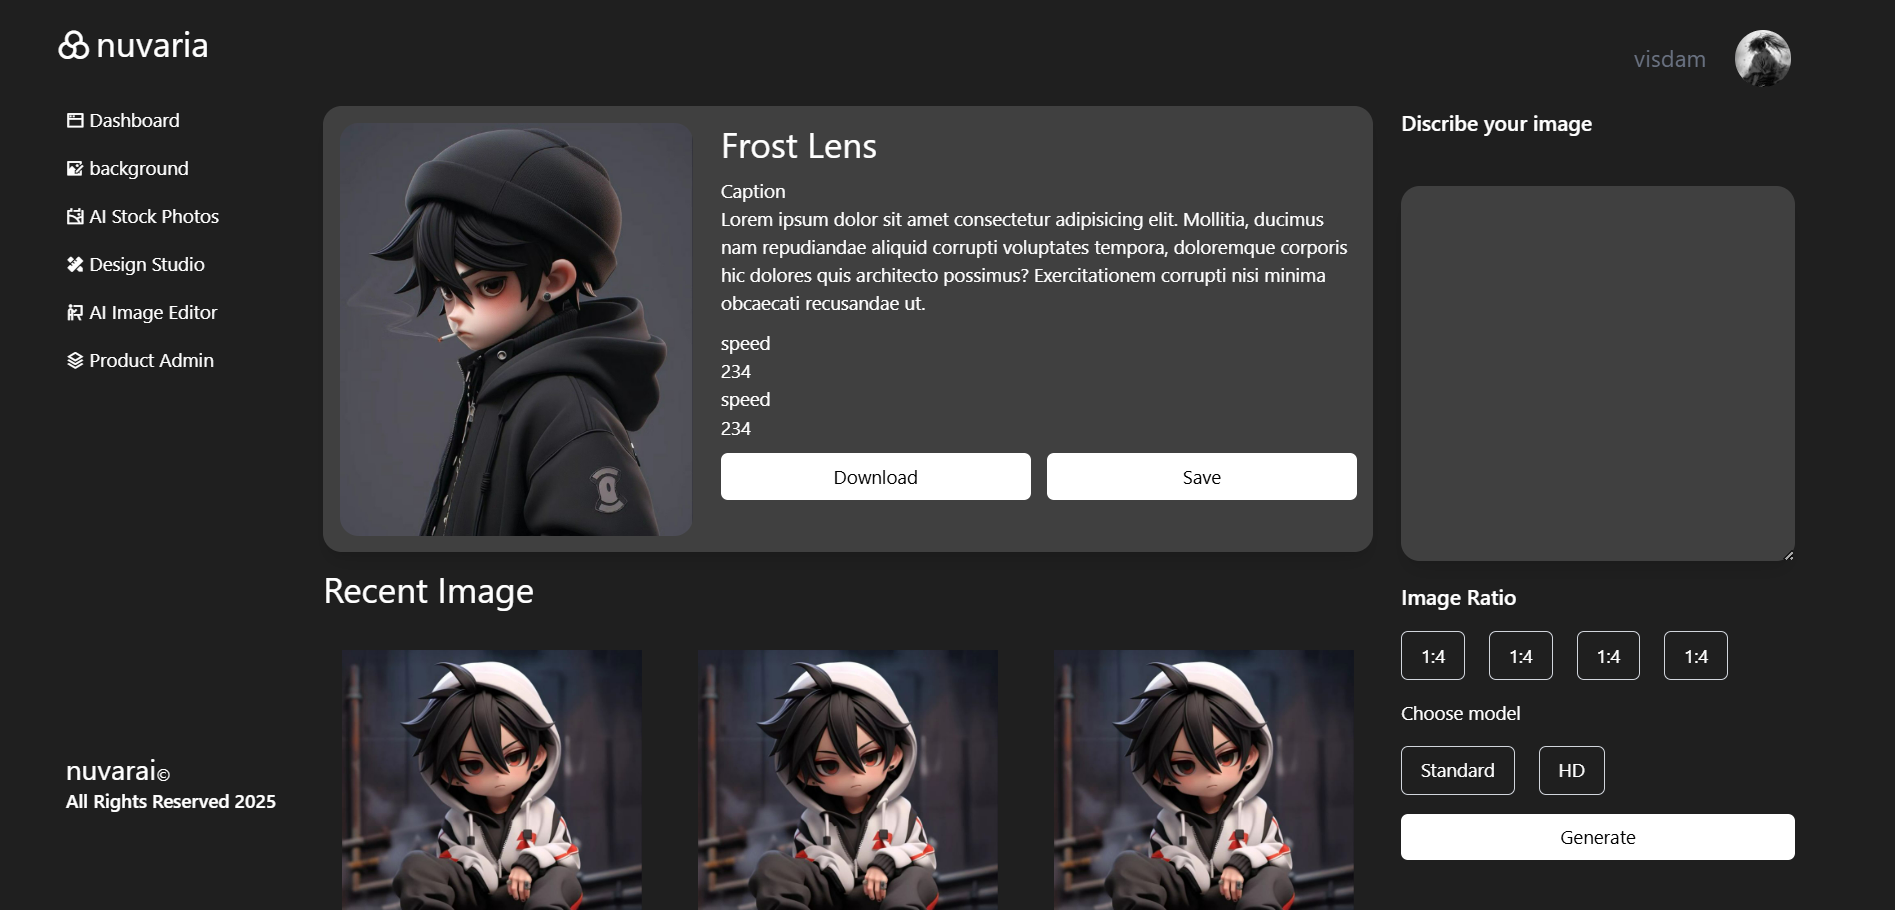 nuvaria
visdam
Dashboard
background
AI Stock Photos
Design Studio
AI Image Editor
Product Admin
nuvarai©
All Rights Reserved 2025
Frost Lens
Caption
Lorem ipsum dolor sit amet consectetur adipisicing elit. Mollitia, ducimus
nam repudiandae aliquid corrupti voluptates tempora, doloremque corporis
hic dolores quis architecto possimus? Exercitationem corrupti nisi minima
obcaecati recusandae ut.
speed
234
speed
234
Download Save
Recent Image
Discribe your image
Image Ratio
1:4 1:4 1:4 1:4
Choose model
Standard HD
Generate